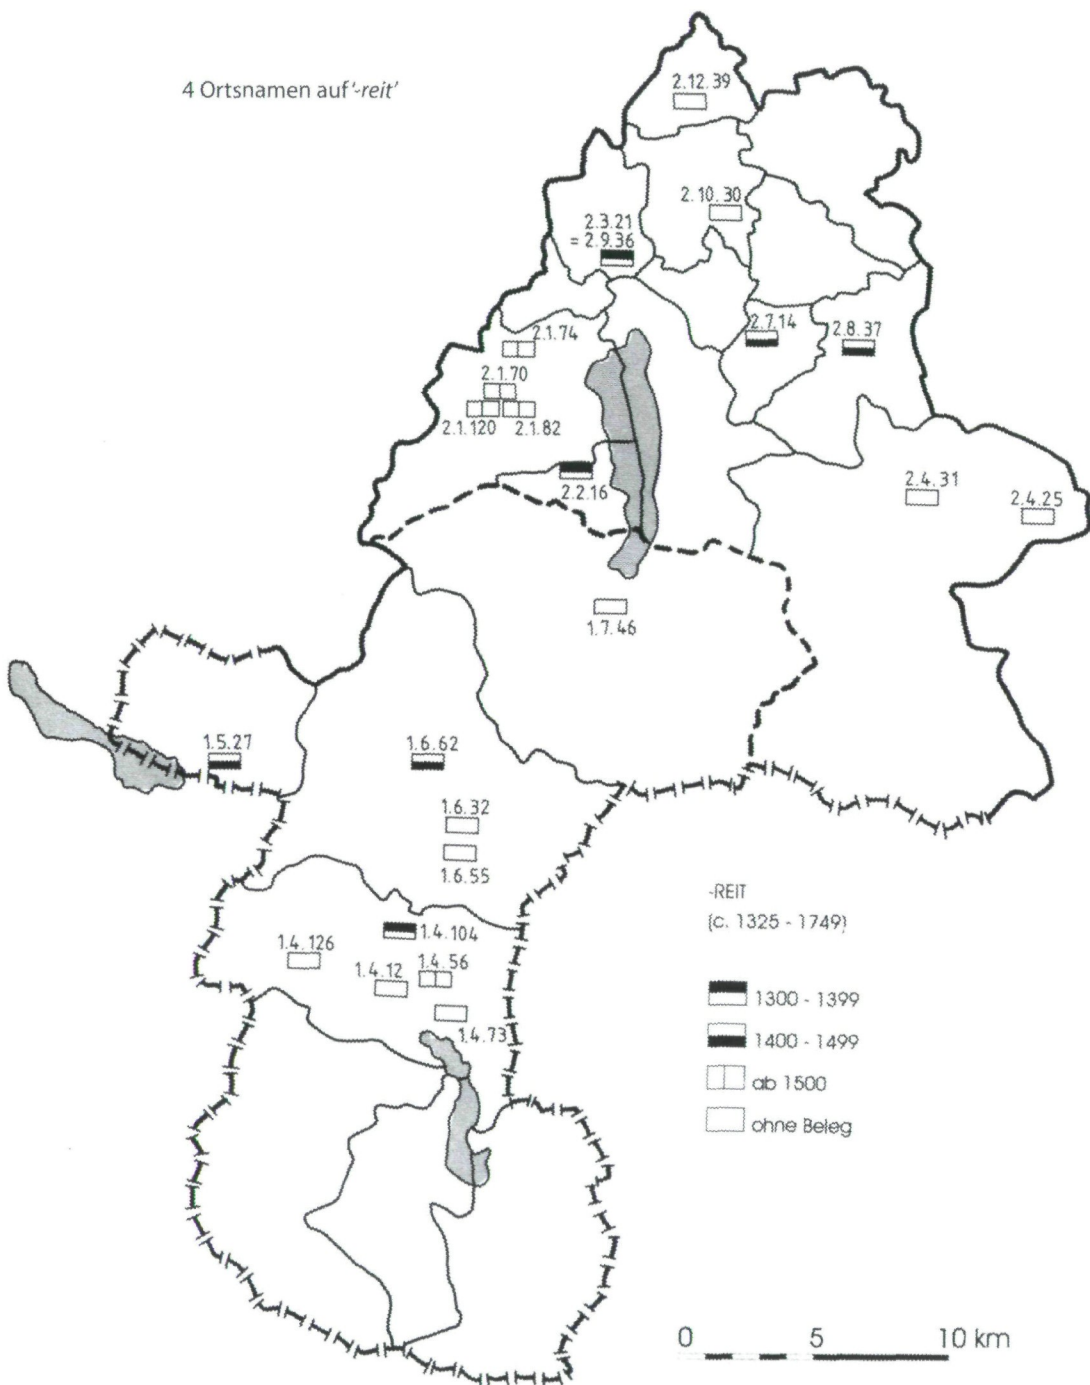 4 Ortsnamen auf '-reit'
2.12.39
2.10.30
2.3.21
= 2.9.36
2.7.14
2.8.37
2.1.74
2.1.70
2.1.120
2.1.82
2.2.16
2.4.31
2.4.25
1.7.46
1.5.27
1.6.62
1.6.32
1.6.55
1.4.104
1.4.126
1.4.12
1.4.56
1.4.73
-REIT
(c. 1325 - 1749)
1300 - 1399
1400 - 1499
ab 1500
ohne Beleg
0 5 10 km